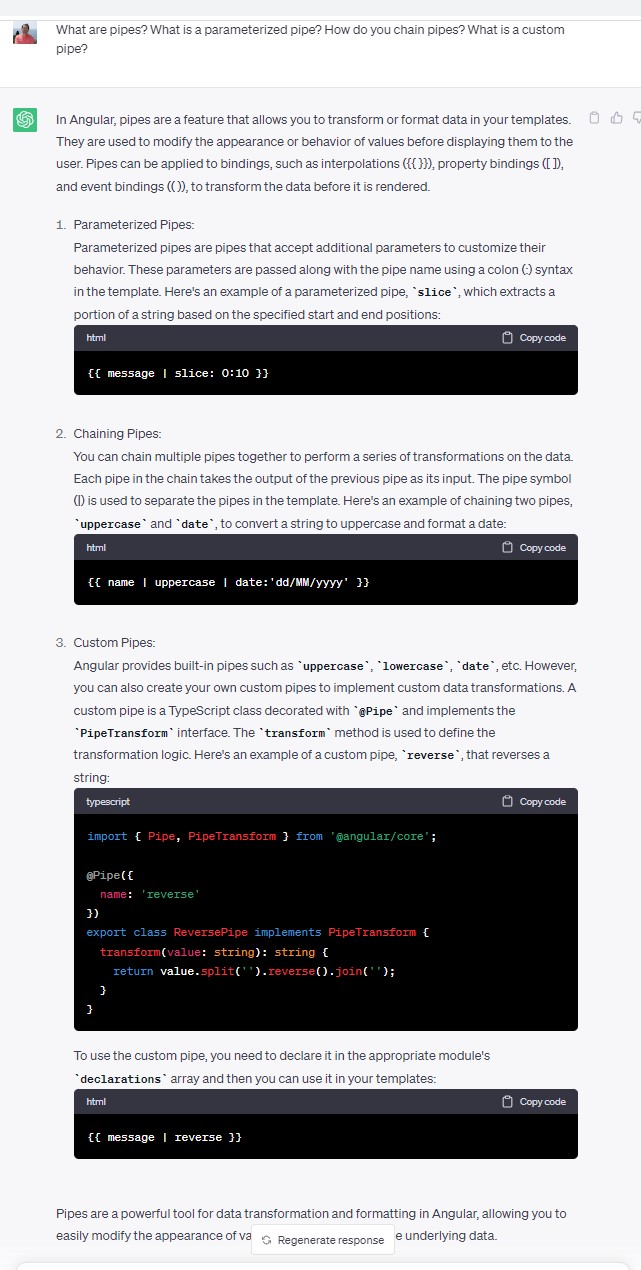 What are pipes? What is a parameterized pipe? How do you chain pipes? What is a custom
pipe?
In Angular, pipes are a feature that allows you to transform or format data in your templates.
They are used to modify the appearance or behavior of values before displaying them to the
user. Pipes can be applied to bindings, such as interpolations ({{ }}), property bindings ([ ]),
and event bindings (( )), to transform the data before it is rendered.
1. Parameterized Pipes:
Parameterized pipes are pipes that accept additional parameters to customize their
behavior. These parameters are passed along with the pipe name using a colon (:) syntax
in the template. Here's an example of a parameterized pipe, `slice`, which extracts a
portion of a string based on the specified start and end positions:
html Copy code
{{ message | slice: 0:10 }}
2. Chaining Pipes:
You can chain multiple pipes together to perform a series of transformations on the data.
Each pipe in the chain takes the output of the previous pipe as its input. The pipe symbol
(|) is used to separate the pipes in the template. Here's an example of chaining two pipes,
`uppercase` and `date`, to convert a string to uppercase and format a date:
html Copy code
{{ name | uppercase | date:'dd/MM/yyyy' }}
3. Custom Pipes:
Angular provides built-in pipes such as `uppercase`, `lowercase`, `date`, etc. However,
you can also create your own custom pipes to implement custom data transformations. A
custom pipe is a TypeScript class decorated with `@Pipe` and implements the
`PipeTransform` interface. The `transform` method is used to define the
transformation logic. Here's an example of a custom pipe, `reverse`, that reverses a
string:
typescript Copy code
import { Pipe, PipeTransform } from '@angular/core';
@Pipe({
name: 'reverse'
})
export class ReversePipe implements PipeTransform {
transform(value: string): string {
return value.split('').reverse().join('');
}
}
To use the custom pipe, you need to declare it in the appropriate module's
`declarations` array and then you can use it in your templates:
html Copy code
{{ message | reverse }}
Pipes are a powerful tool for data transformation and formatting in Angular, allowing you to
easily modify the appearance of va Regenerate response e underlying data.